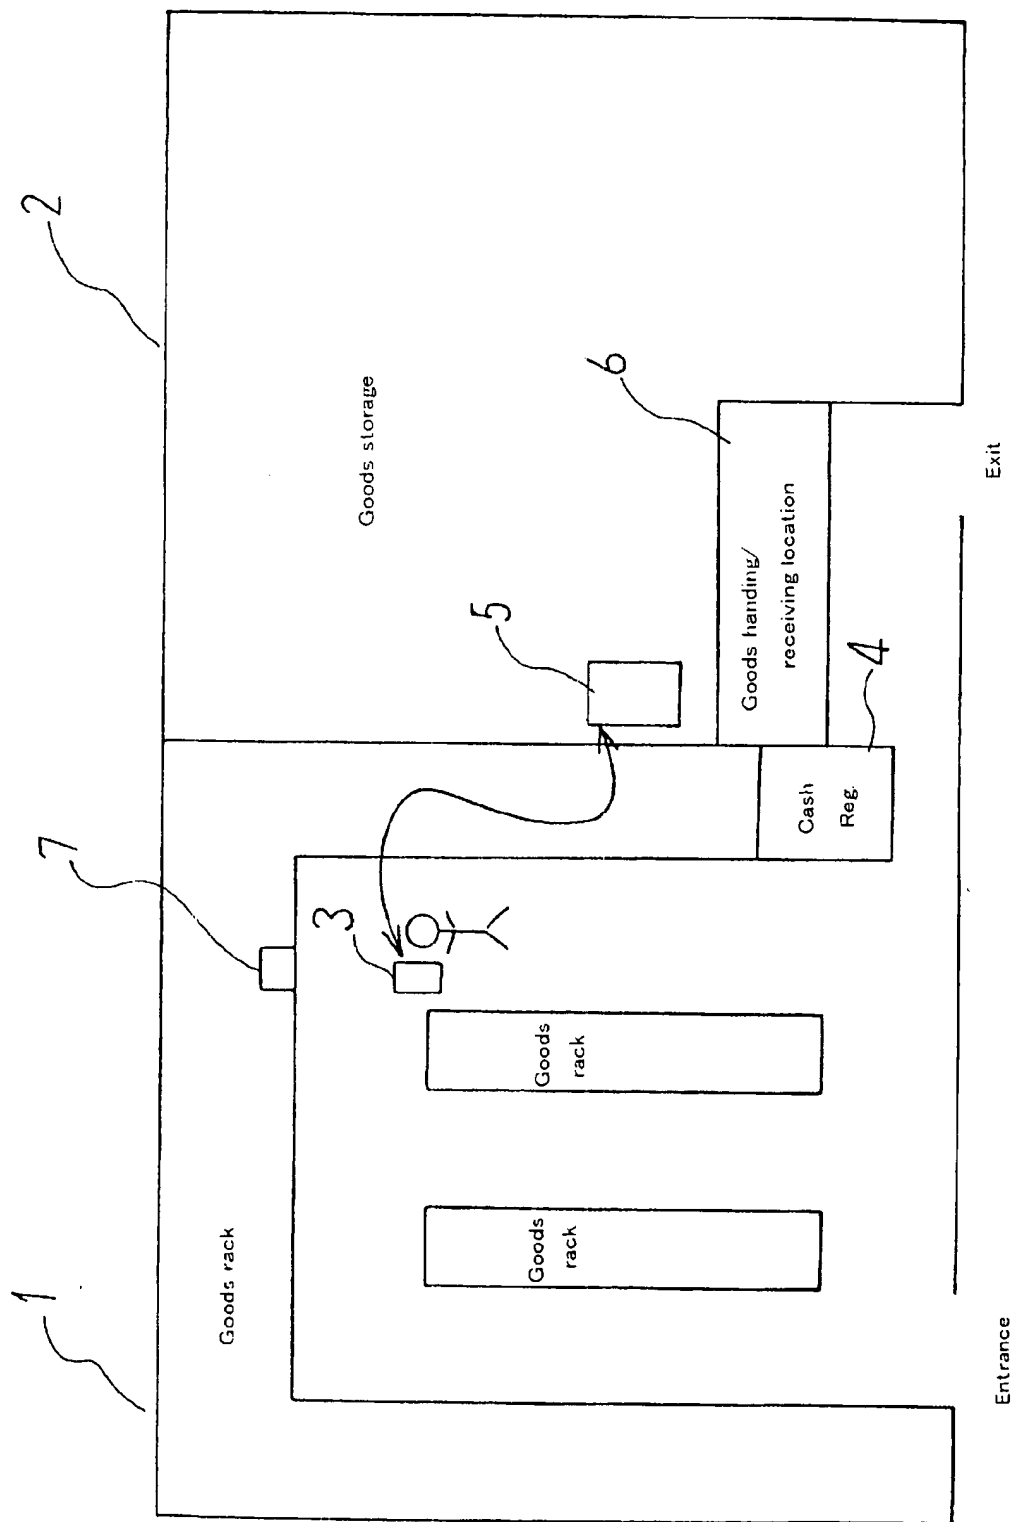 1
2
Goods rack
7
Goods storage
3
5
6
Goods
rack
Goods
rack
Goods handing/
receiving location
Cash
Reg.
4
Entrance
Exit